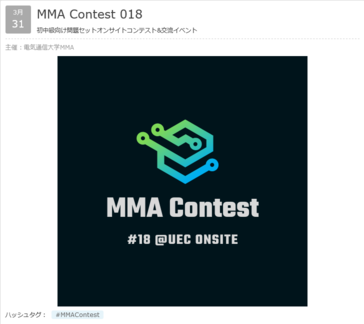 3月
31
MMA Contest 018
初中級向け問題セットオンサイトコンテスト&交流イベント
主催：電気通信大学MMA
MMA Contest
#18 @UEC ONSITE
ハッシュタグ： #MMAContest